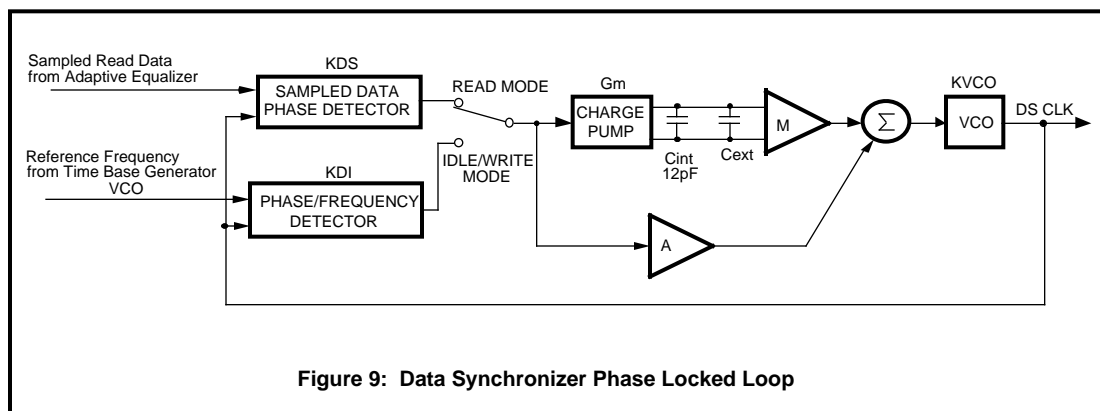 Sampled Read Data
from Adaptive Equalizer
KDS
SAMPLED DATA
PHASE DETECTOR
READ MODE
Gm
CHARGE
PUMP
Cint
12pF
Cext
M
Σ
KVCO
VCO
DS CLK
Reference Frequency
from Time Base Generator
VCO
IDLE/WRITE
MODE
KDI
PHASE/FREQUENCY
DETECTOR
A
Figure 9: Data Synchronizer Phase Locked Loop